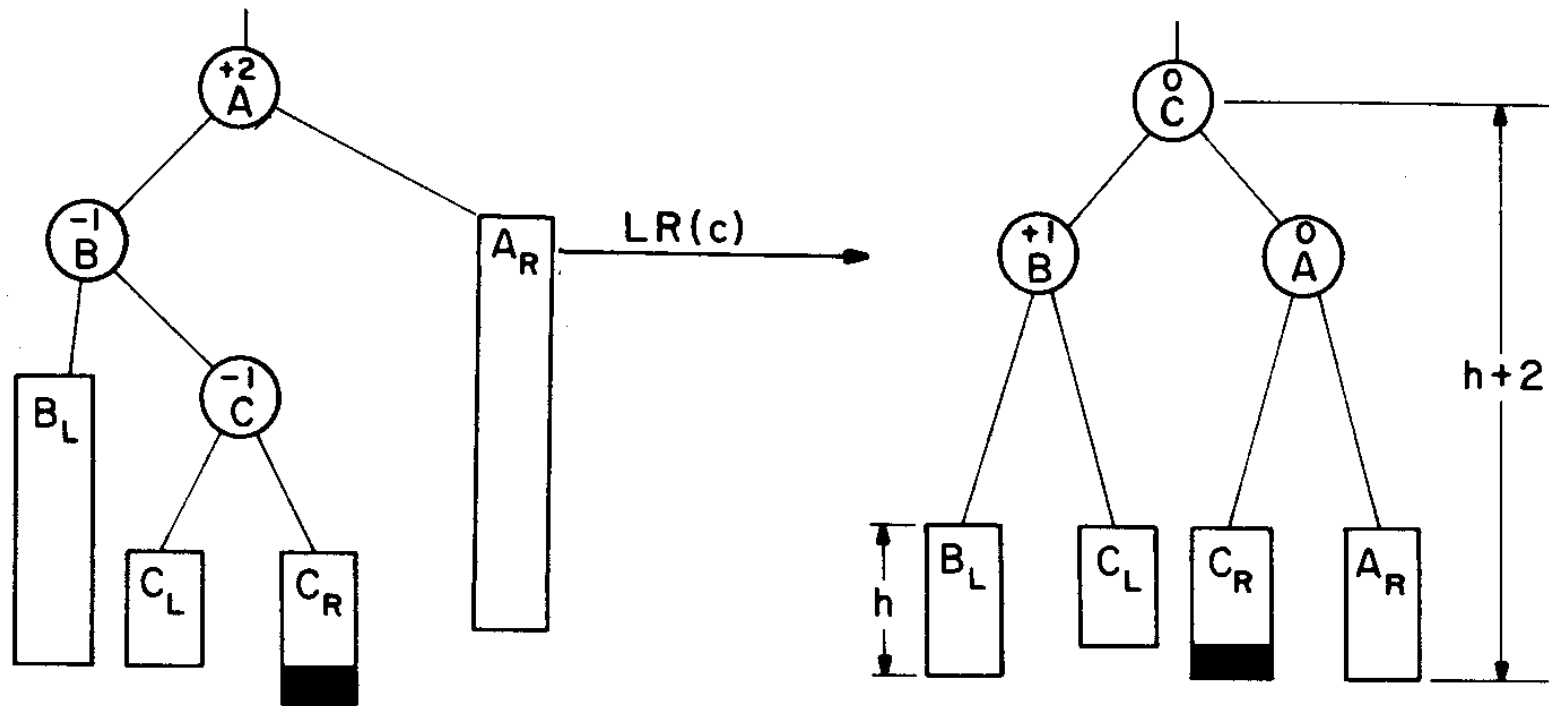 +2
A
-1
B
A_R
LR(c)
B_L
-1
C
C_L
C_R
0
C
+1
B
0
A
h+2
h
B_L
C_L
C_R
A_R